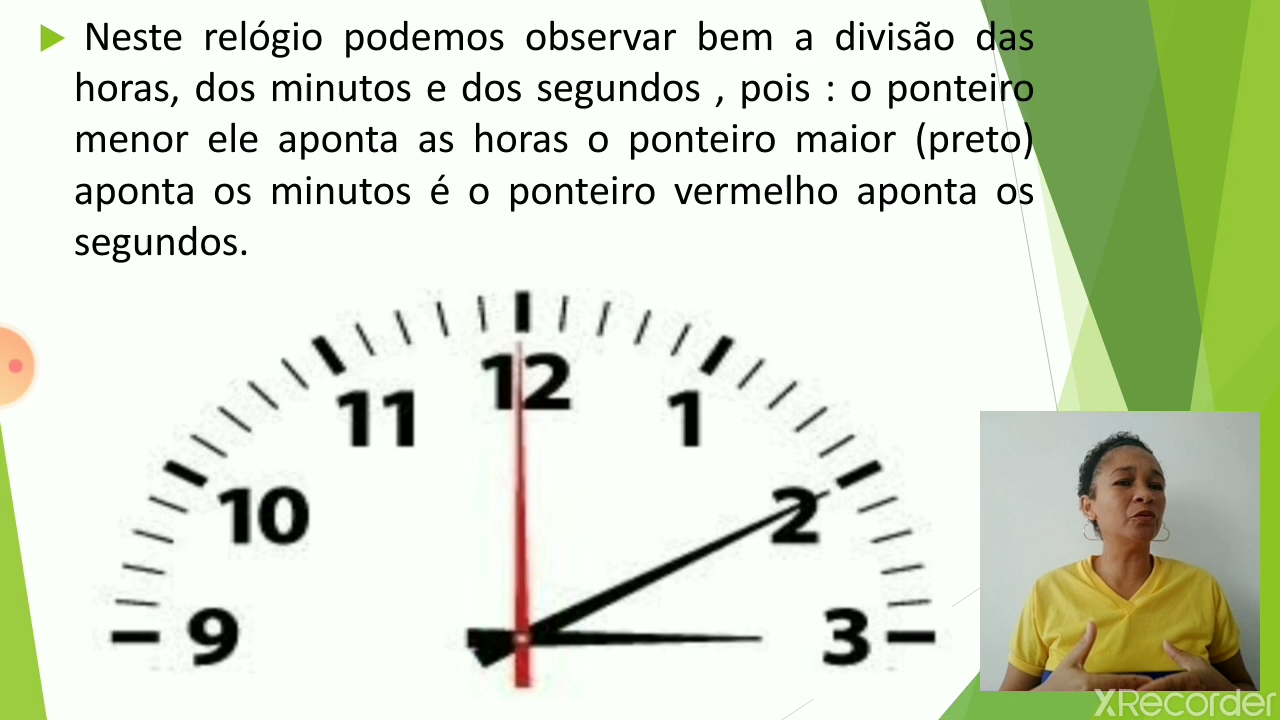 Neste relógio podemos observar bem a divisão das
horas, dos minutos e dos segundos , pois : o ponteiro
menor ele aponta as horas o ponteiro maior (preto)
aponta os minutos é o ponteiro vermelho aponta os
segundos.
12
11
1
10
2
9
3
XRecorder